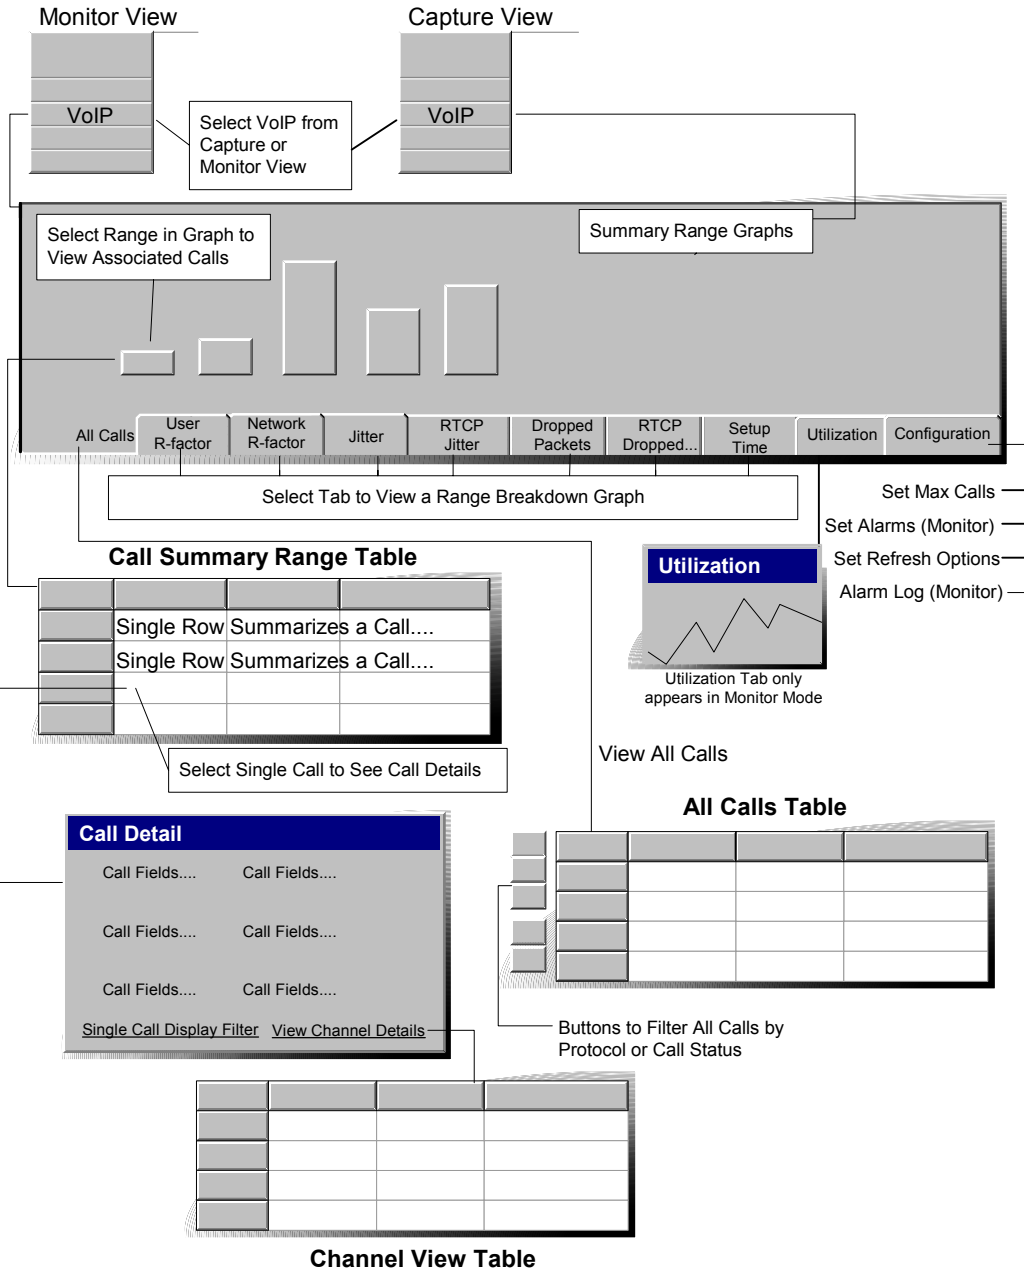 Monitor View
Capture View
VoIP
VoIP
Select VoIP from
Capture or
Monitor View
Select Range in Graph to
View Associated Calls
Summary Range Graphs
All Calls
User
R-factor
Network
R-factor
Jitter
RTCP
Jitter
Dropped
Packets
RTCP
Dropped...
Setup
Time
Utilization
Configuration
Select Tab to View a Range Breakdown Graph
Set Max Calls
Set Alarms (Monitor)
Set Refresh Options
Alarm Log (Monitor)
Call Summary Range Table
Single Row Summarizes a Call....
Single Row Summarizes a Call....
Utilization
Utilization Tab only
appears in Monitor Mode
Select Single Call to See Call Details
View All Calls
All Calls Table
Call Detail
Call Fields.... Call Fields....
Call Fields.... Call Fields....
Call Fields.... Call Fields....
Single Call Display Filter View Channel Details
Buttons to Filter All Calls by
Protocol or Call Status
Channel View Table